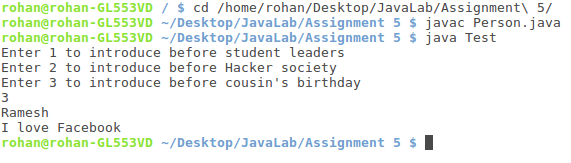 rohan@rohan-GL553VD / $ cd /home/rohan/Desktop/JavaLab/Assignment\ 5/
rohan@rohan-GL553VD ~/Desktop/JavaLab/Assignment 5 $ javac Person.java
rohan@rohan-GL553VD ~/Desktop/JavaLab/Assignment 5 $ java Test
Enter 1 to introduce before student leaders
Enter 2 to introduce before Hacker society
Enter 3 to introduce before cousin's birthday
3
Ramesh
I love Facebook
rohan@rohan-GL553VD ~/Desktop/JavaLab/Assignment 5 $